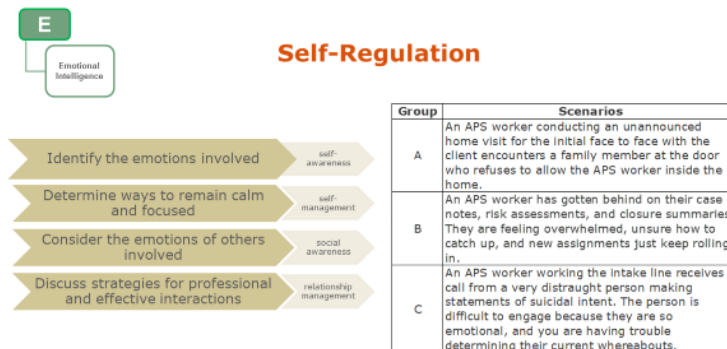 E
Emotional
Intelligence
Self-Regulation
Identify the emotions involved
self-
awareness
Determine ways to remain calm
and focused
self-
management
Consider the emotions of others
involved
social
awareness
Discuss strategies for professional
and effective interactions
relationship
management
Group Scenarios
A
An APS worker conducting an unannounced
home visit for the initial face to face with the
client encounters a family member at the door
who refuses to allow the APS worker inside the
home.
B
An APS worker has gotten behind on their case
notes, risk assessments, and closure summaries
They are feeling overwhelmed, unsure how to
catch up, and new assignments just keep rolling
in.
C
An APS worker working the intake line receives
call from a very distraught person making
statements of suicidal intent. The person is
difficult to engage because they are so
emotional, and you are having trouble
determining their current whereabouts.